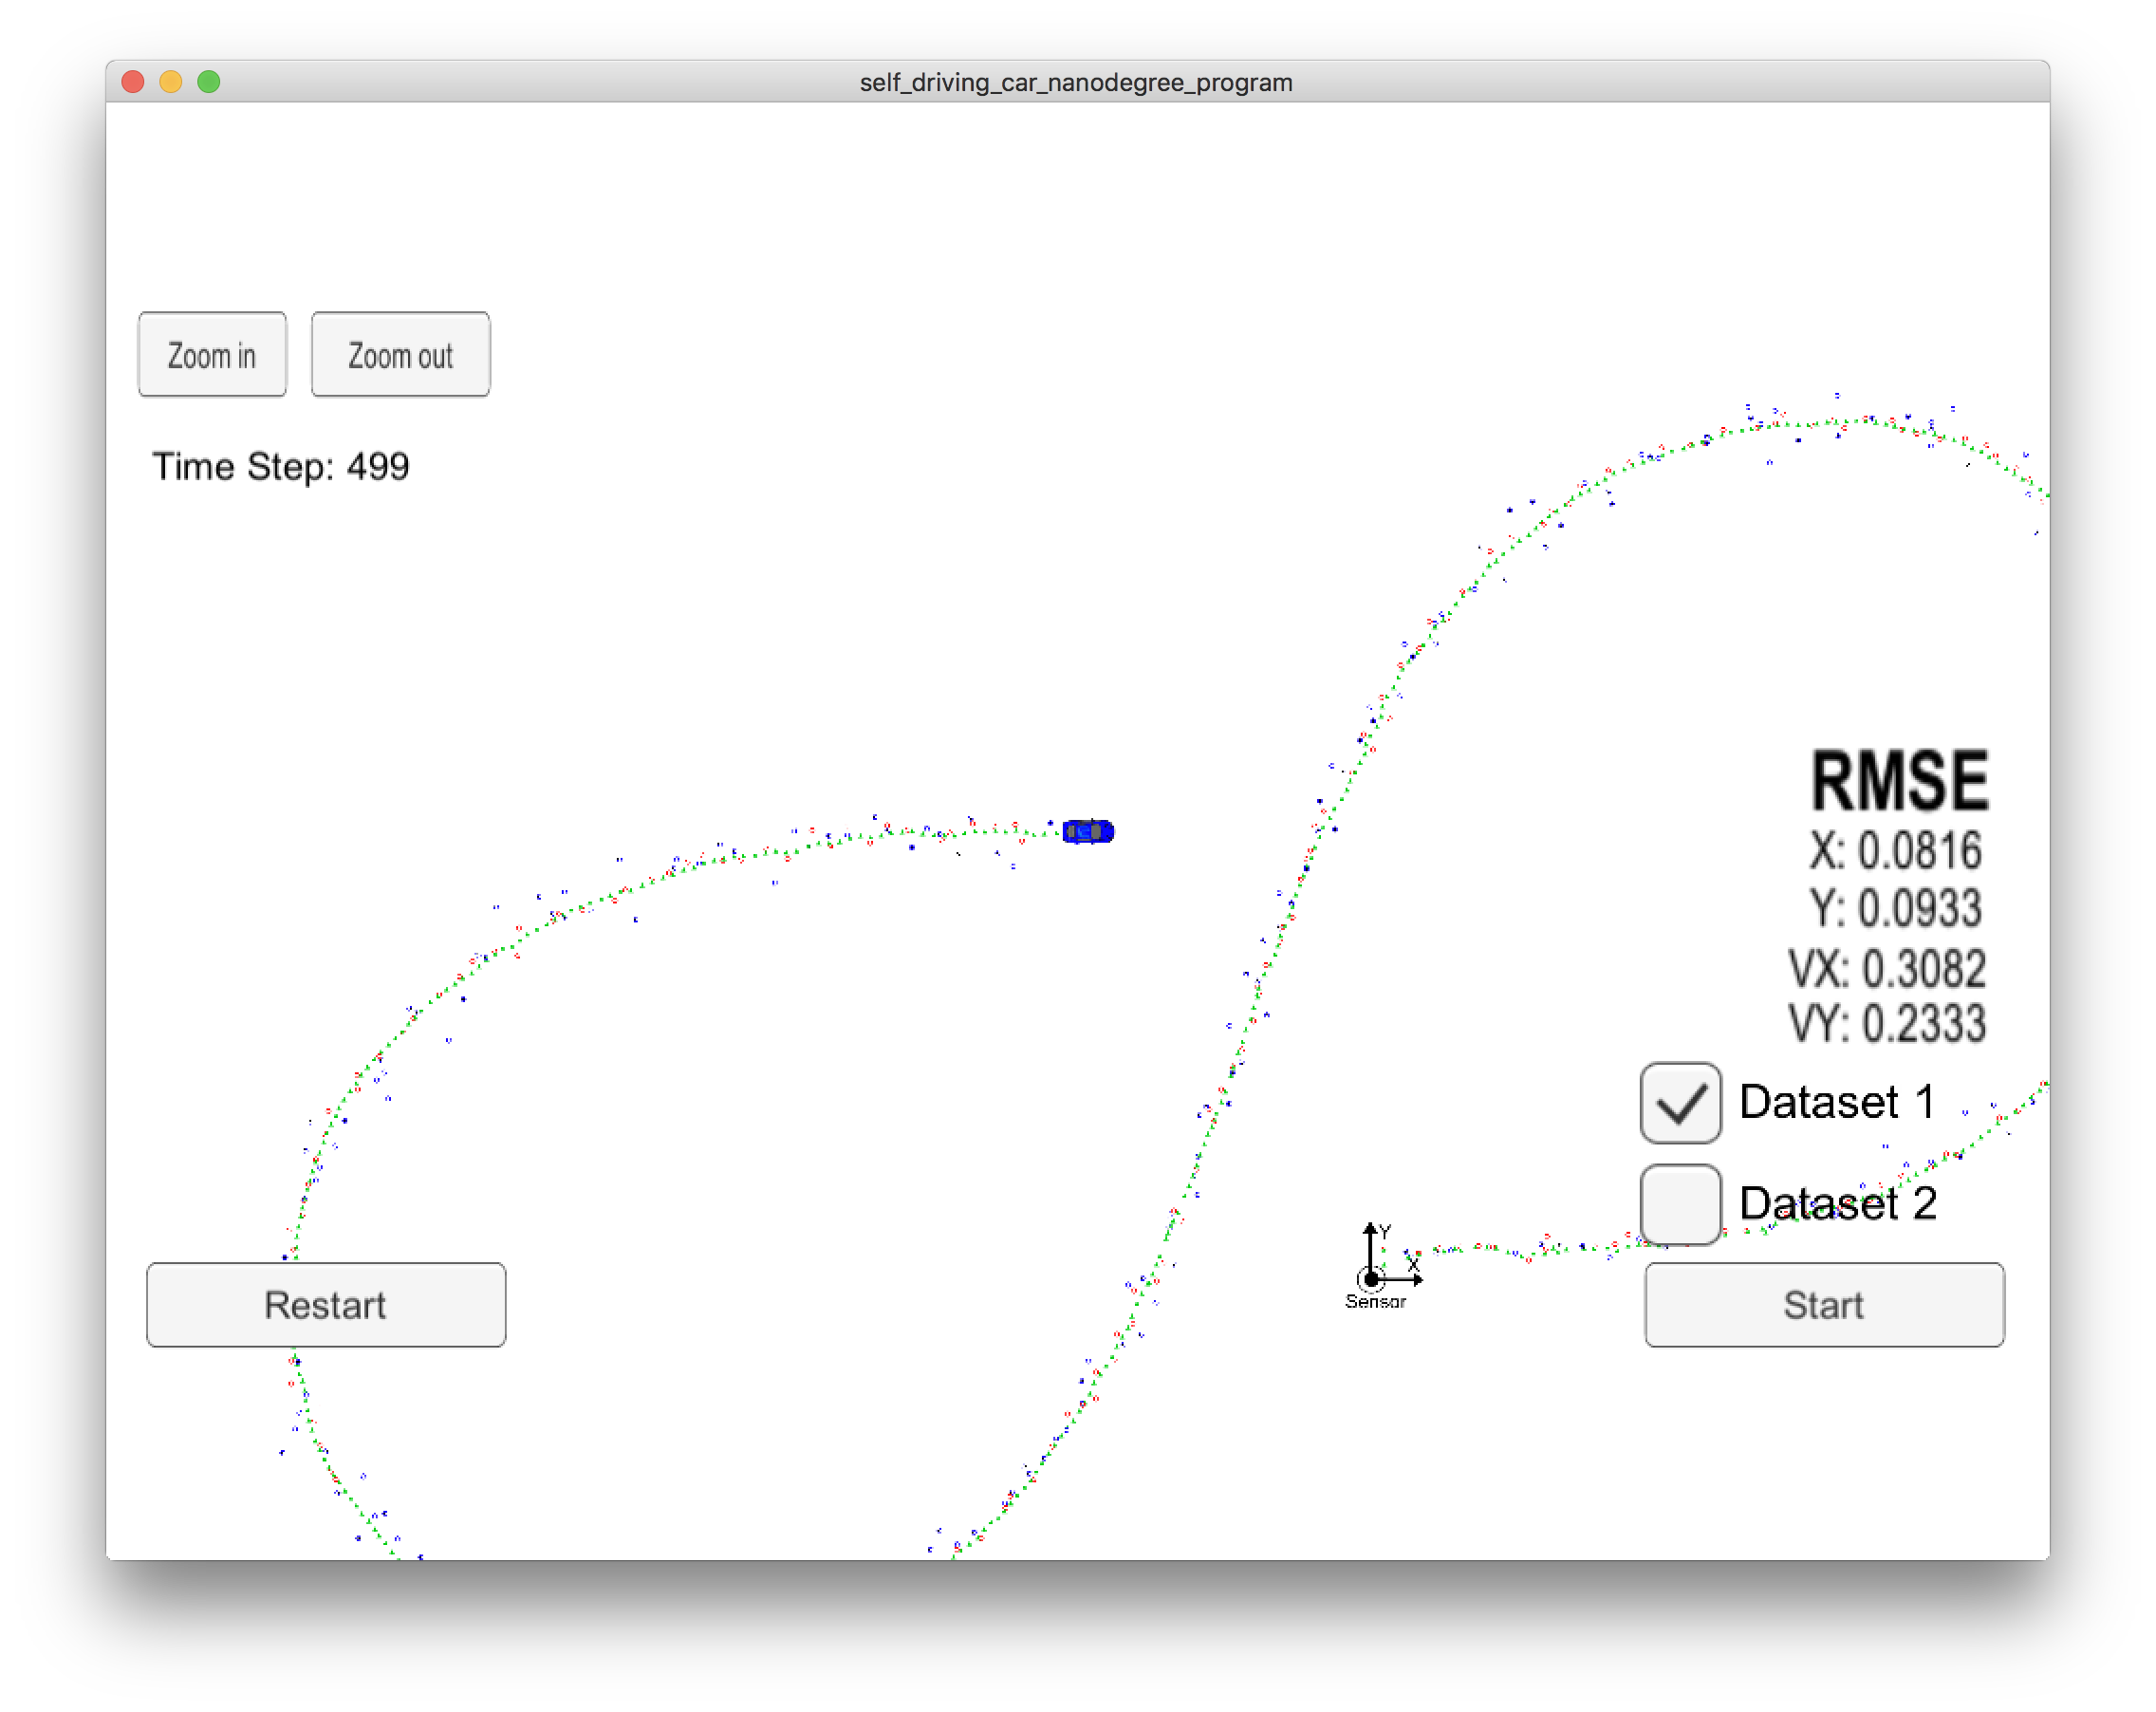 self_driving_car_nanodegree_program
Zoom in
Zoom out
Time Step: 499
RMSE
X: 0.0816
Y: 0.0933
VX: 0.3082
VY: 0.2333
Dataset 1
Dataset 2
Y
X
Sensor
Restart
Start